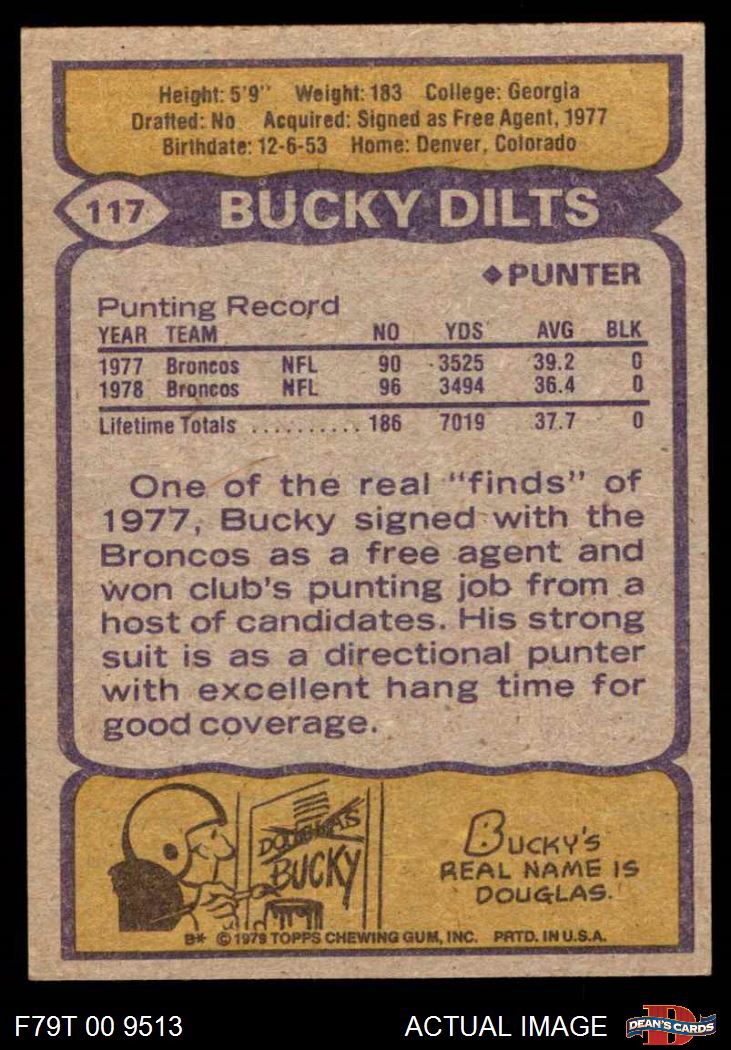 Height: 5'9" Weight: 183 College: Georgia
Drafted: No Acquired: Signed as Free Agent, 1977
Birthdate: 12-6-53 Home: Denver, Colorado
117 BUCKY DILTS
◆PUNTER
Punting Record
YEAR TEAM NO YDS AVG BLK
1977 Broncos NFL 90 3525 39.2 0
1978 Broncos NFL 96 3494 36.4 0
Lifetime Totals .......... 186 7019 37.7 0
One of the real "finds" of
1977, Bucky signed with the
Broncos as a free agent and
won club's punting job from a
host of candidates. His strong
suit is as a directional punter
with excellent hang time for
good coverage.
DOUGLAS
BUCKY
BUCKY'S
REAL NAME IS
DOUGLAS.
B* ©1979 TOPPS CHEWING GUM, INC. PRTD. IN U.S.A.
F79T 00 9513 ACTUAL IMAGE
D
DEAN'S CARDS